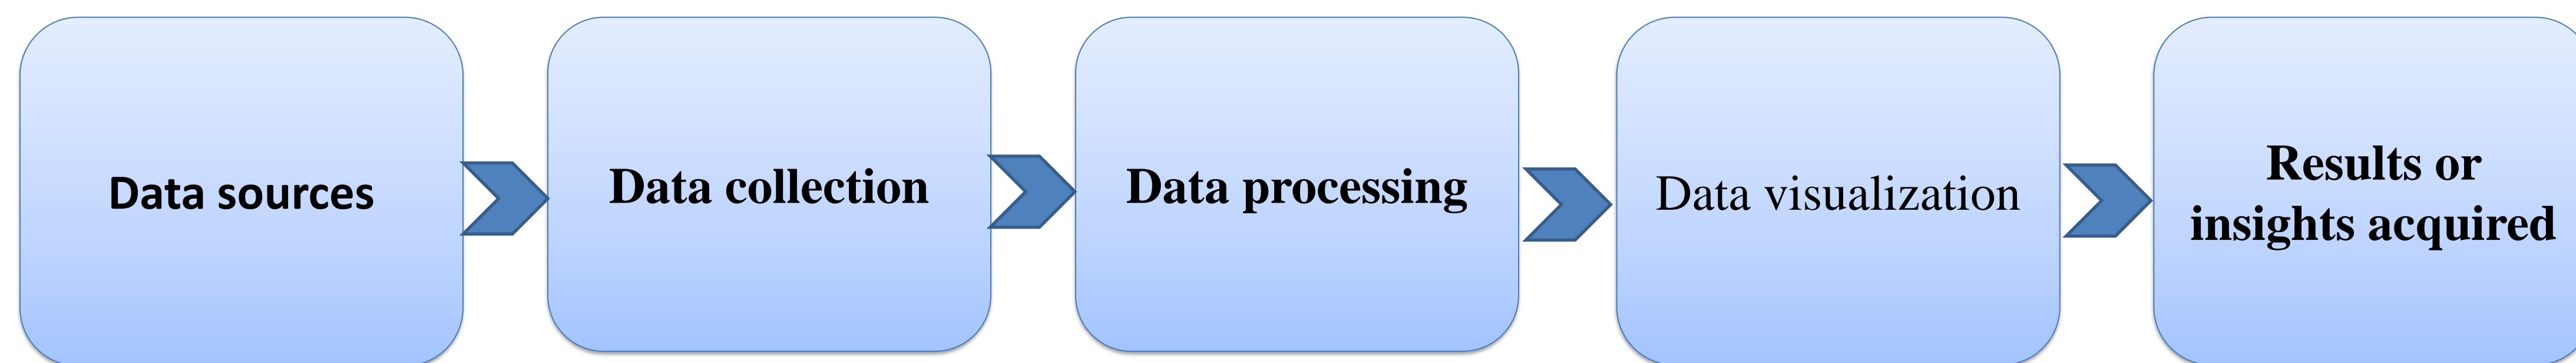 Data sources
Data collection
Data processing
Data visualization
Results or
insights acquired